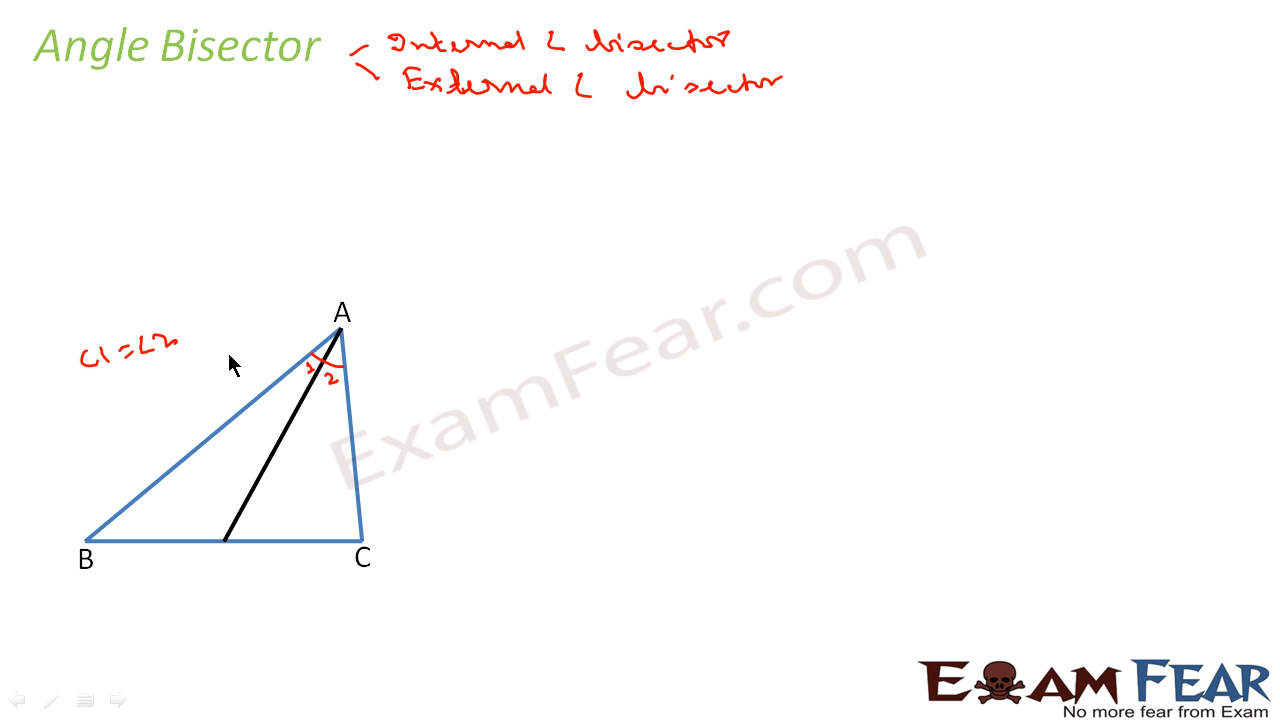 Angle Bisector
Internal ∠ bisector
External ∠ bisector
A
∠1 = ∠2
1
2
B
C
ExamFear.com
EXAM FEAR
No more fear from Exam